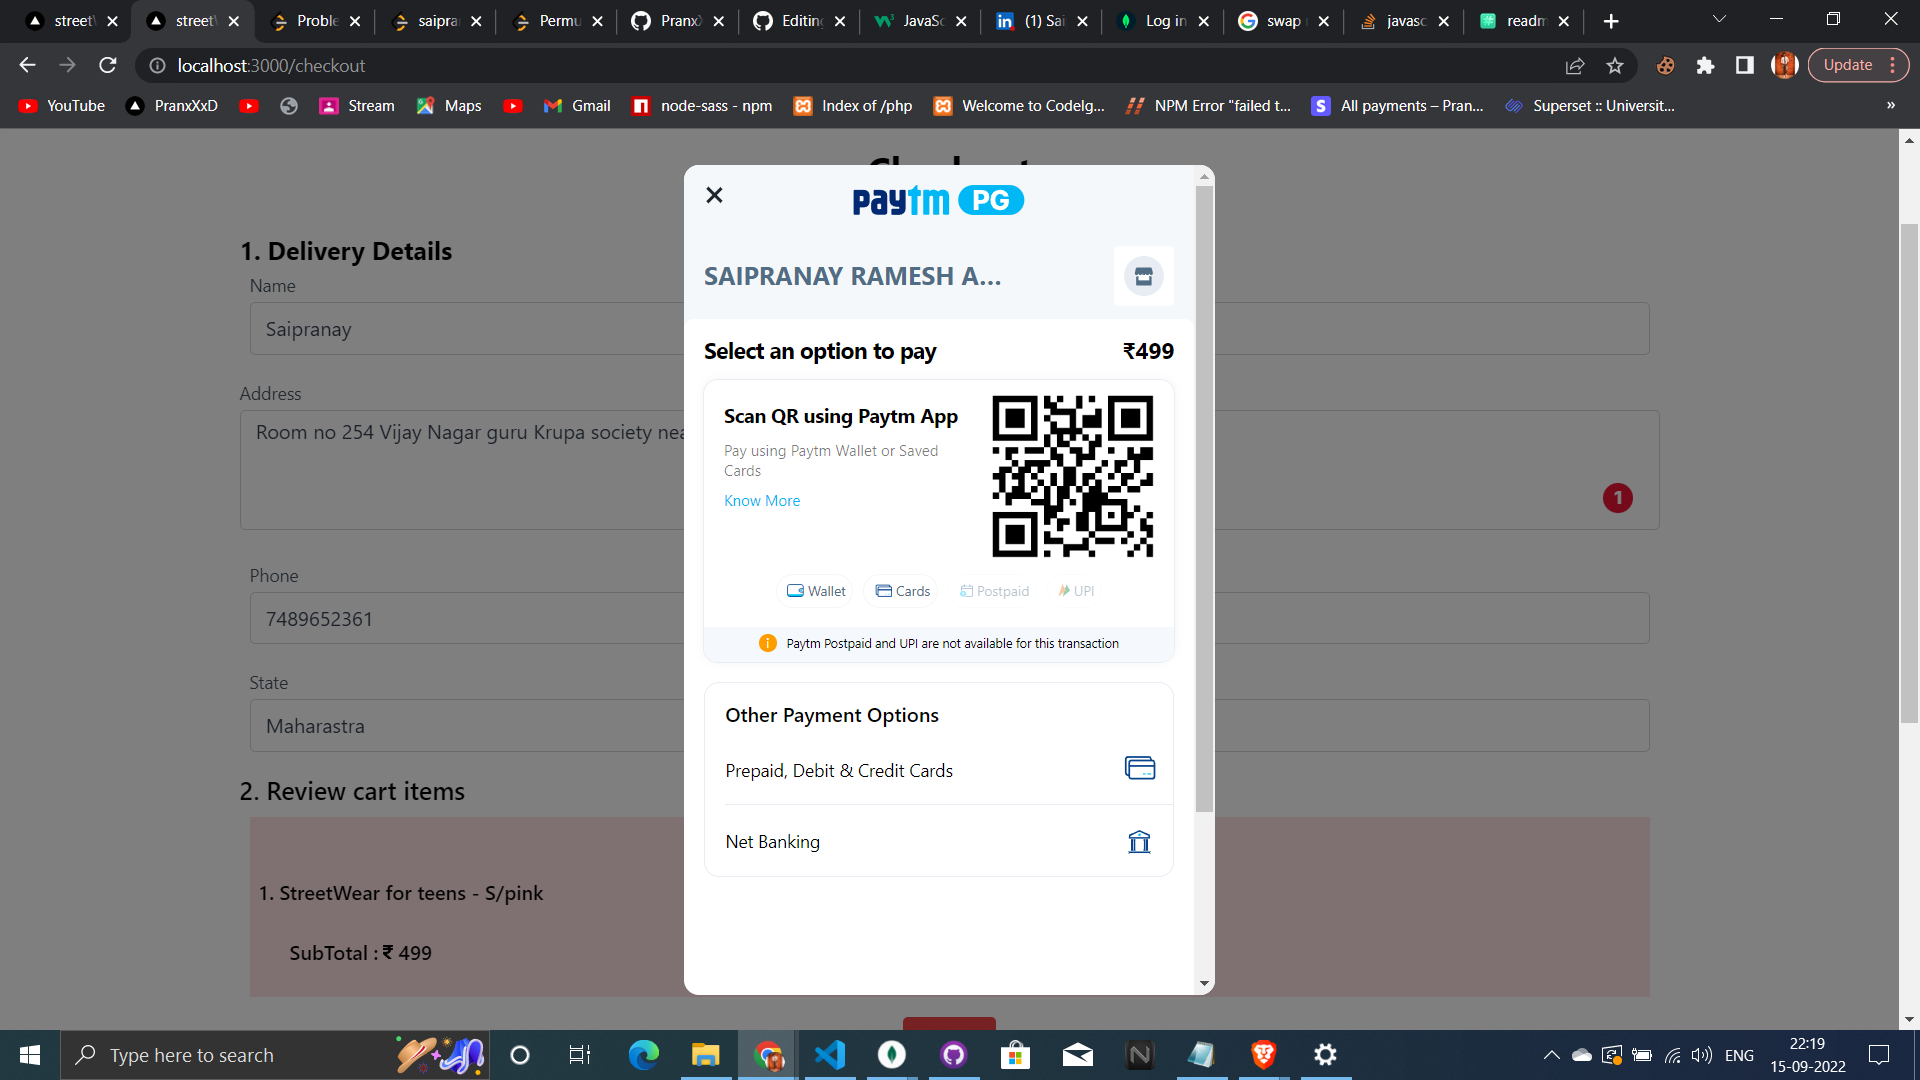 street
street
Proble
saipra
Permu
PranxX
Editin
JavaSc
(1) Sai
Log in
swap
javasc
readm
localhost:3000/checkout
Update
YouTube
PranxXxD
Stream
Maps
Gmail
node-sass - npm
Index of /php
Welcome to CodeIg...
NPM Error "failed t...
All payments – Pran...
Superset :: Universit...
»
paytm PG
1. Delivery Details
SAIPRANAY RAMESH A...
Name
Saipranay
Select an option to pay
₹499
Address
Room no 254 Vijay Nagar guru Krupa society nea
Scan QR using Paytm App
Pay using Paytm Wallet or Saved
Cards
Know More
1
Phone
Wallet
Cards
Postpaid
UPI
7489652361
Paytm Postpaid and UPI are not available for this transaction
State
Maharastra
Other Payment Options
Prepaid, Debit & Credit Cards
2. Review cart items
Net Banking
1. StreetWear for teens - S/pink
SubTotal : ₹ 499
Type here to search
ENG
22:19
15-09-2022